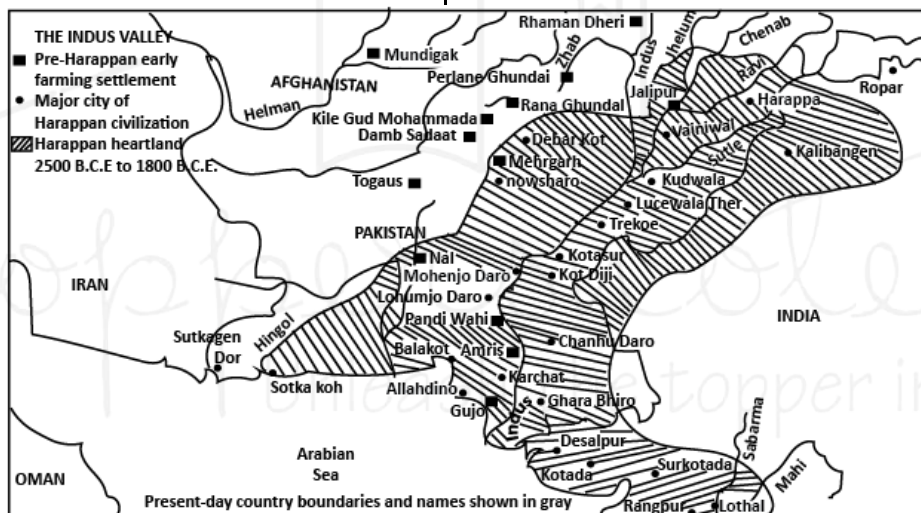 Rhaman Dheri
THE INDUS VALLEY
Pre-Harappan early
farming settlement
Major city of
Harappan civilization
Harappan heartland
2500 B.C.E to 1800 B.C.E.
Mundigak
AFGHANISTAN
Helman
Perlane Ghundai
Zhab
Indus
Jhelum
Chenab
Ravi
Ropar
Jalipur
Harappa
Rana Ghundal
Kile Gud Mohammada
Damb Sadaat
Vainiwal
Debar Kot
Sutle
Kalibangen
Mehrgarh
nowsharo
Togaus
Kudwala
Lucewala Ther
Trekoe
PAKISTAN
Nal
Kotasur
Mohenjo Daro
Kot Diji
IRAN
Lohumjo Daro
INDIA
Pandi Wahi
Hingol
Sutkagen
Dor
Chanhu Daro
Balakot
Amris
Sotka koh
Karchat
Allahdino
Gujo
Indus
Ghara Bhiro
Sabarma
Arabian
Sea
Desalpur
Kotada
Surkotada
Mahi
OMAN
Present-day country boundaries and names shown in gray
Rangpur
Lothal